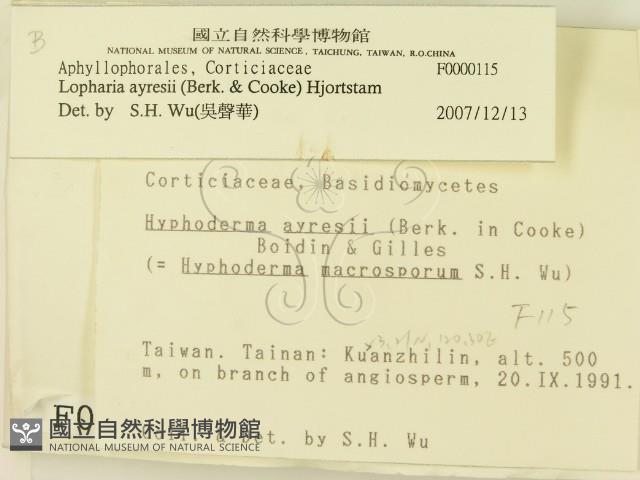 B
國立自然科學博物館
NATIONAL MUSEUM OF NATURAL SCIENCE, TAICHUNG, TAIWAN, R.O.CHINA
Aphyllophorales, Corticiaceae F0000115
Lopharia ayresii (Berk. & Cooke) Hjortstam
Det. by S.H. Wu(吳聲華) 2007/12/13
Corticiaceae, Basidiomycetes
Hyphoderma ayresii (Berk. in Cooke)
Boidin & Gilles
(= Hyphoderma macrosporum S.H. Wu)
F115
Taiwan. Tainan: Kuanzhilin, alt. 500
m, on branch of angiosperm, 20.IX.1991.
F0
國立自然科學博物館
NATIONAL MUSEUM OF NATURAL SCIENCE
Det. by S.H. Wu